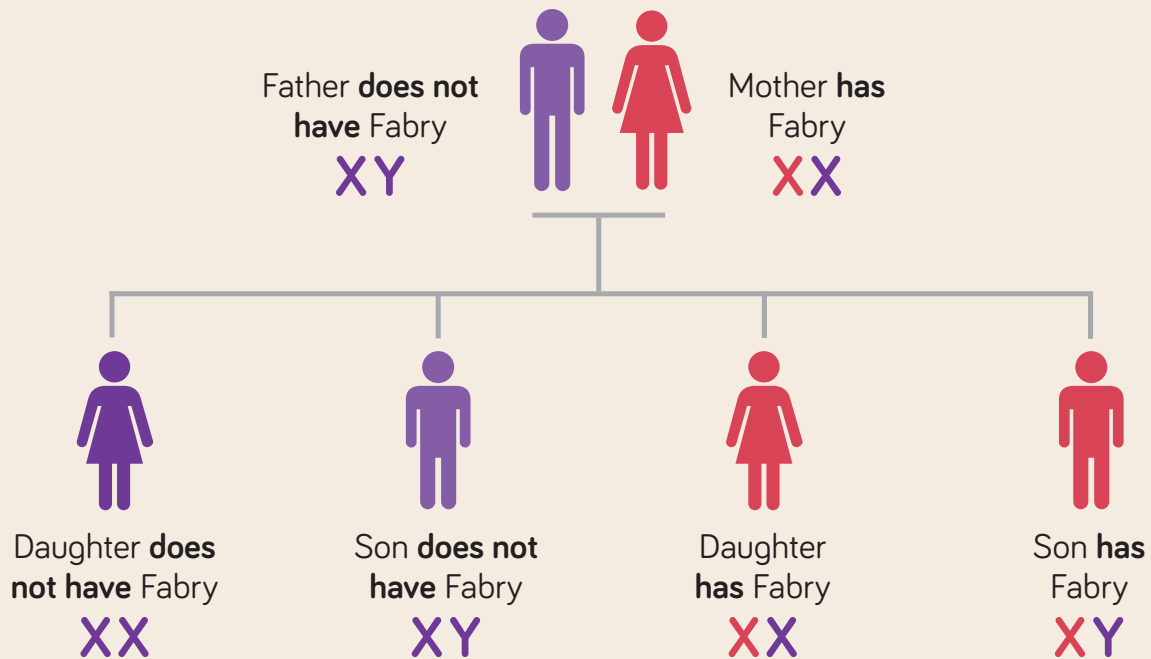 Father does not
have Fabry
XY
Mother has
Fabry
XX
Daughter does
not have Fabry
XX
Son does not
have Fabry
XY
Daughter
has Fabry
XX
Son has
Fabry
XY